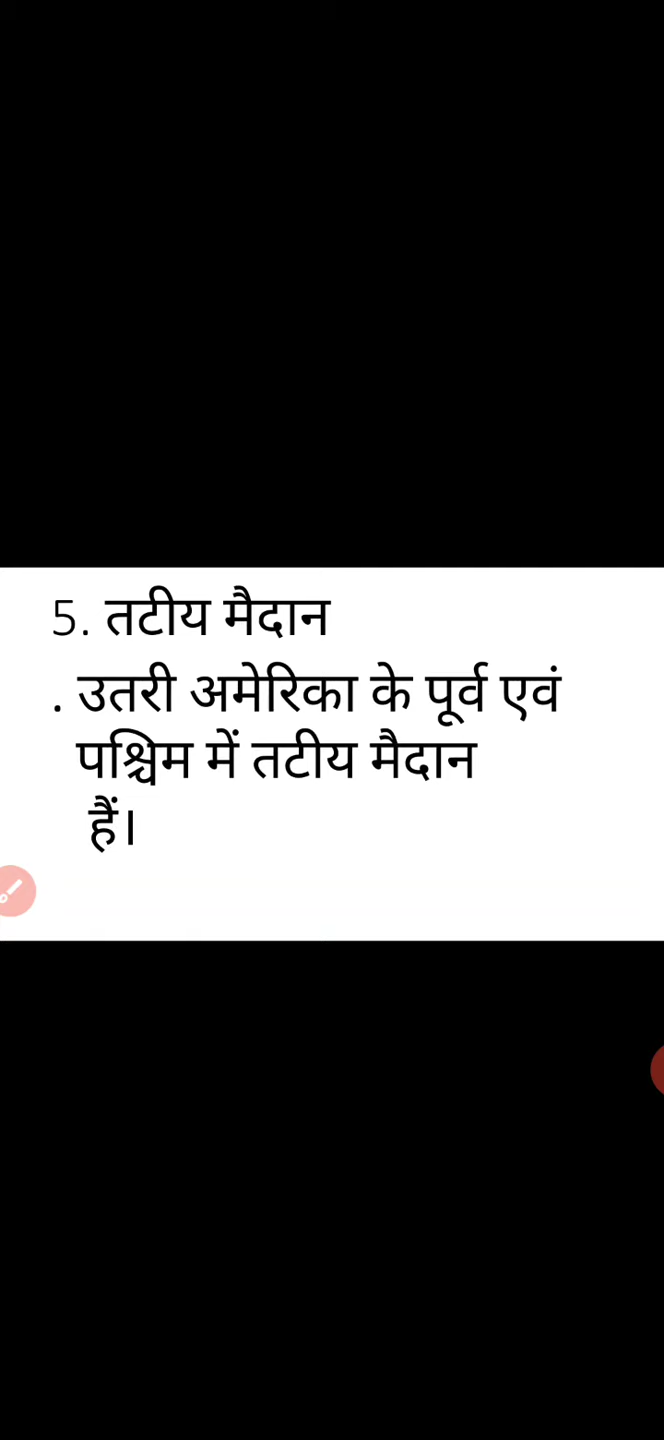 5. तटीय मैदान
. उतरी अमेरिका के पूर्व एवं
पश्चिम में तटीय मैदान
हैं।